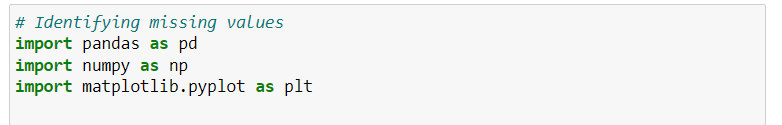 # Identifying missing values
import pandas as pd
import numpy as np
import matplotlib.pyplot as plt